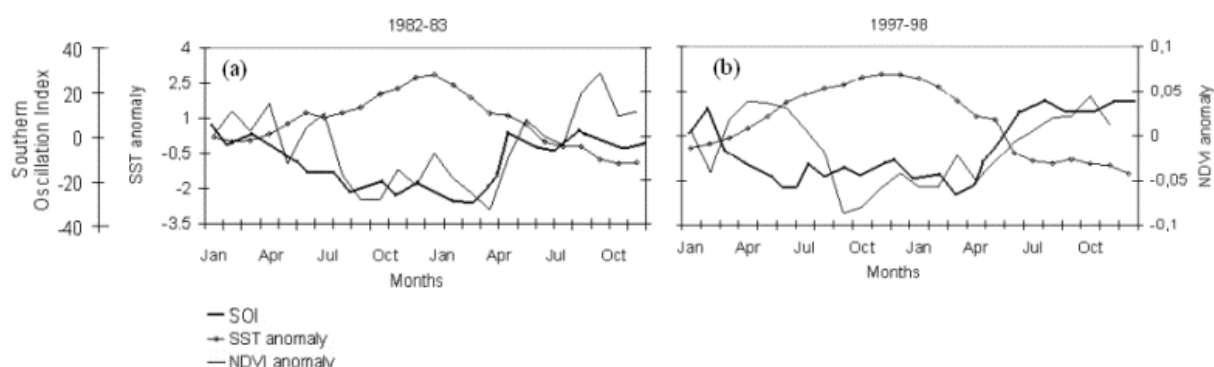 1982-83
1997-98
Southern
Oscillation Index
40
20
0
-20
-40
SST anomaly
4
2.5
1
-0.5
-2
-3.5
(a)
Jan Apr Jul Oct Jan Apr Jul Oct
Months
(b)
Jan Apr Jul Oct Jan Apr Jul Oct
Months
0,1
0,05
0
-0,05
-0,1
NDVI anomaly
SOI
SST anomaly
NDVI anomaly